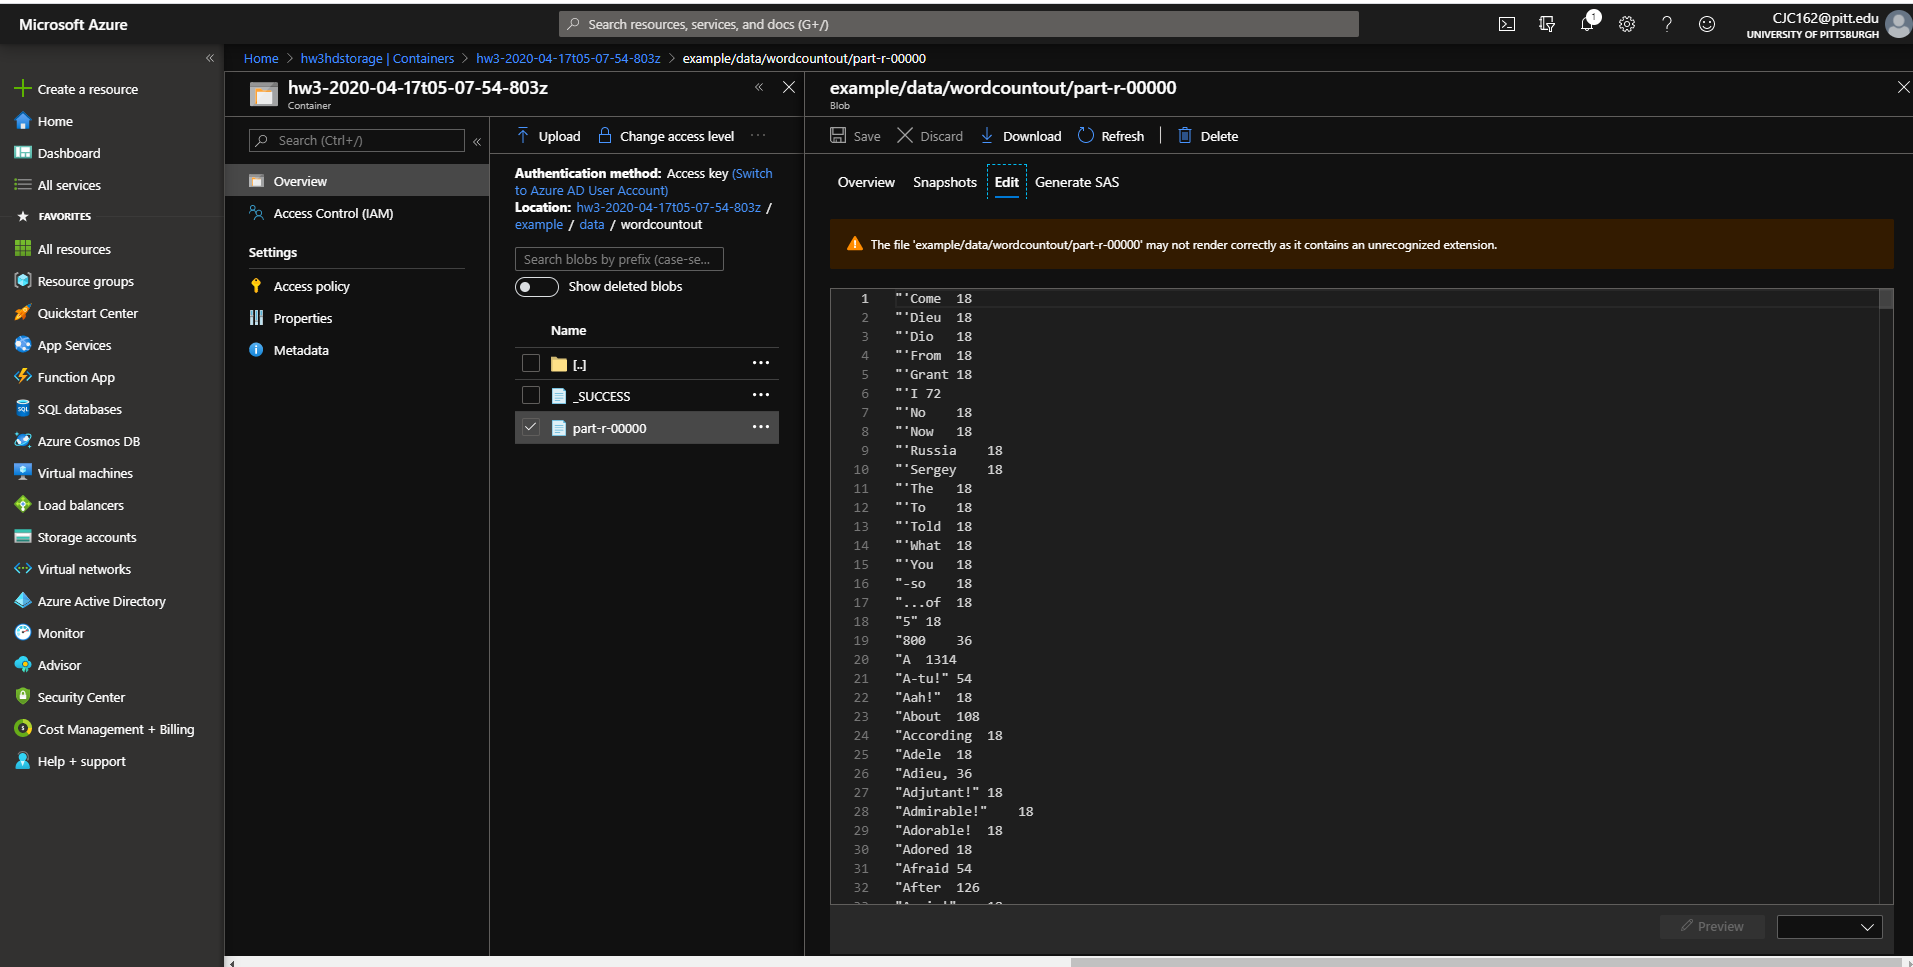 Microsoft Azure
Search resources, services, and docs (G+/)
1
CJC162@pitt.edu
UNIVERSITY OF PITTSBURGH
«
Create a resource
Home
Dashboard
All services
FAVORITES
All resources
Resource groups
Quickstart Center
App Services
Function App
SQL databases
Azure Cosmos DB
Virtual machines
Load balancers
Storage accounts
Virtual networks
Azure Active Directory
Monitor
Advisor
Security Center
Cost Management + Billing
Help + support
Home > hw3hdstorage | Containers > hw3-2020-04-17t05-07-54-803z > example/data/wordcountout/part-r-00000
hw3-2020-04-17t05-07-54-803z
Container
Search (Ctrl+/)
Overview
Access Control (IAM)
Settings
Access policy
Properties
Metadata
Upload Change access level ...
Authentication method: Access key (Switch
to Azure AD User Account)
Location: hw3-2020-04-17t05-07-54-803z /
example / data / wordcountout
Search blobs by prefix (case-se...
Show deleted blobs
Name
[..]
_SUCCESS
part-r-00000
example/data/wordcountout/part-r-00000
Blob
Save Discard Download Refresh | Delete
Overview Snapshots Edit Generate SAS
The file 'example/data/wordcountout/part-r-00000' may not render correctly as it contains an unrecognized extension.
1 "'Come 18
2 "'Dieu 18
3 "'Dio 18
4 "'From 18
5 "'Grant 18
6 "'I 72
7 "'No 18
8 "'Now 18
9 "'Russia 18
10 "'Sergey 18
11 "'The 18
12 "'To 18
13 "'Told 18
14 "'What 18
15 "'You 18
16 "-so 18
17 "...of 18
18 "5" 18
19 "800 36
20 "A 1314
21 "A-tu!" 54
22 "Aah!" 18
23 "About 108
24 "According 18
25 "Adele 18
26 "Adieu, 36
27 "Adjutant!" 18
28 "Admirable!" 18
29 "Adorable! 18
30 "Adored 18
31 "Afraid 54
32 "After 126
Preview